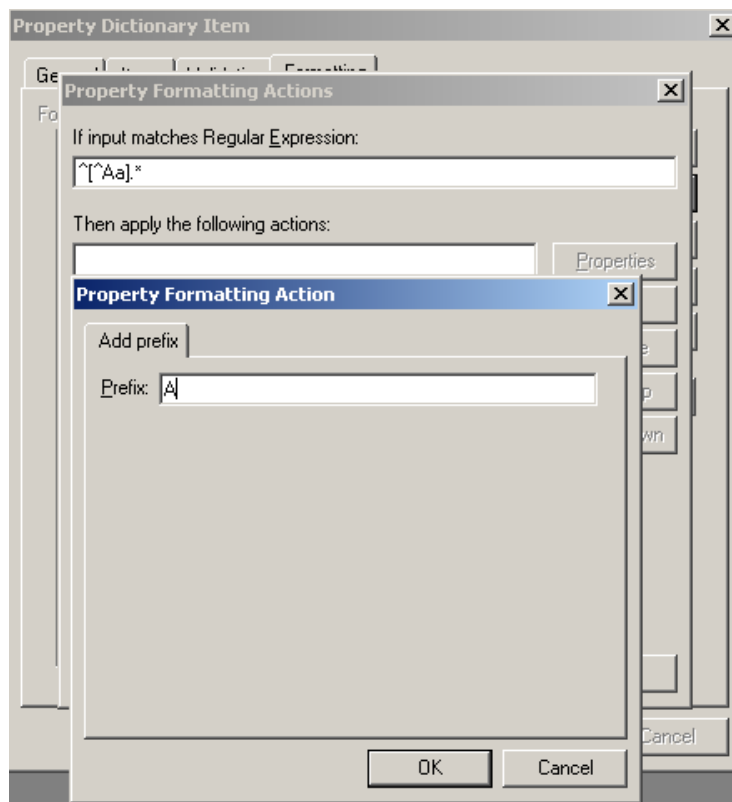 Property Dictionary Item
Formatting
Property Formatting Actions
If input matches Regular Expression:
^[^Aa].*
Then apply the following actions:
Properties
Property Formatting Action
Add prefix
Prefix: A
OK
Cancel
Cancel